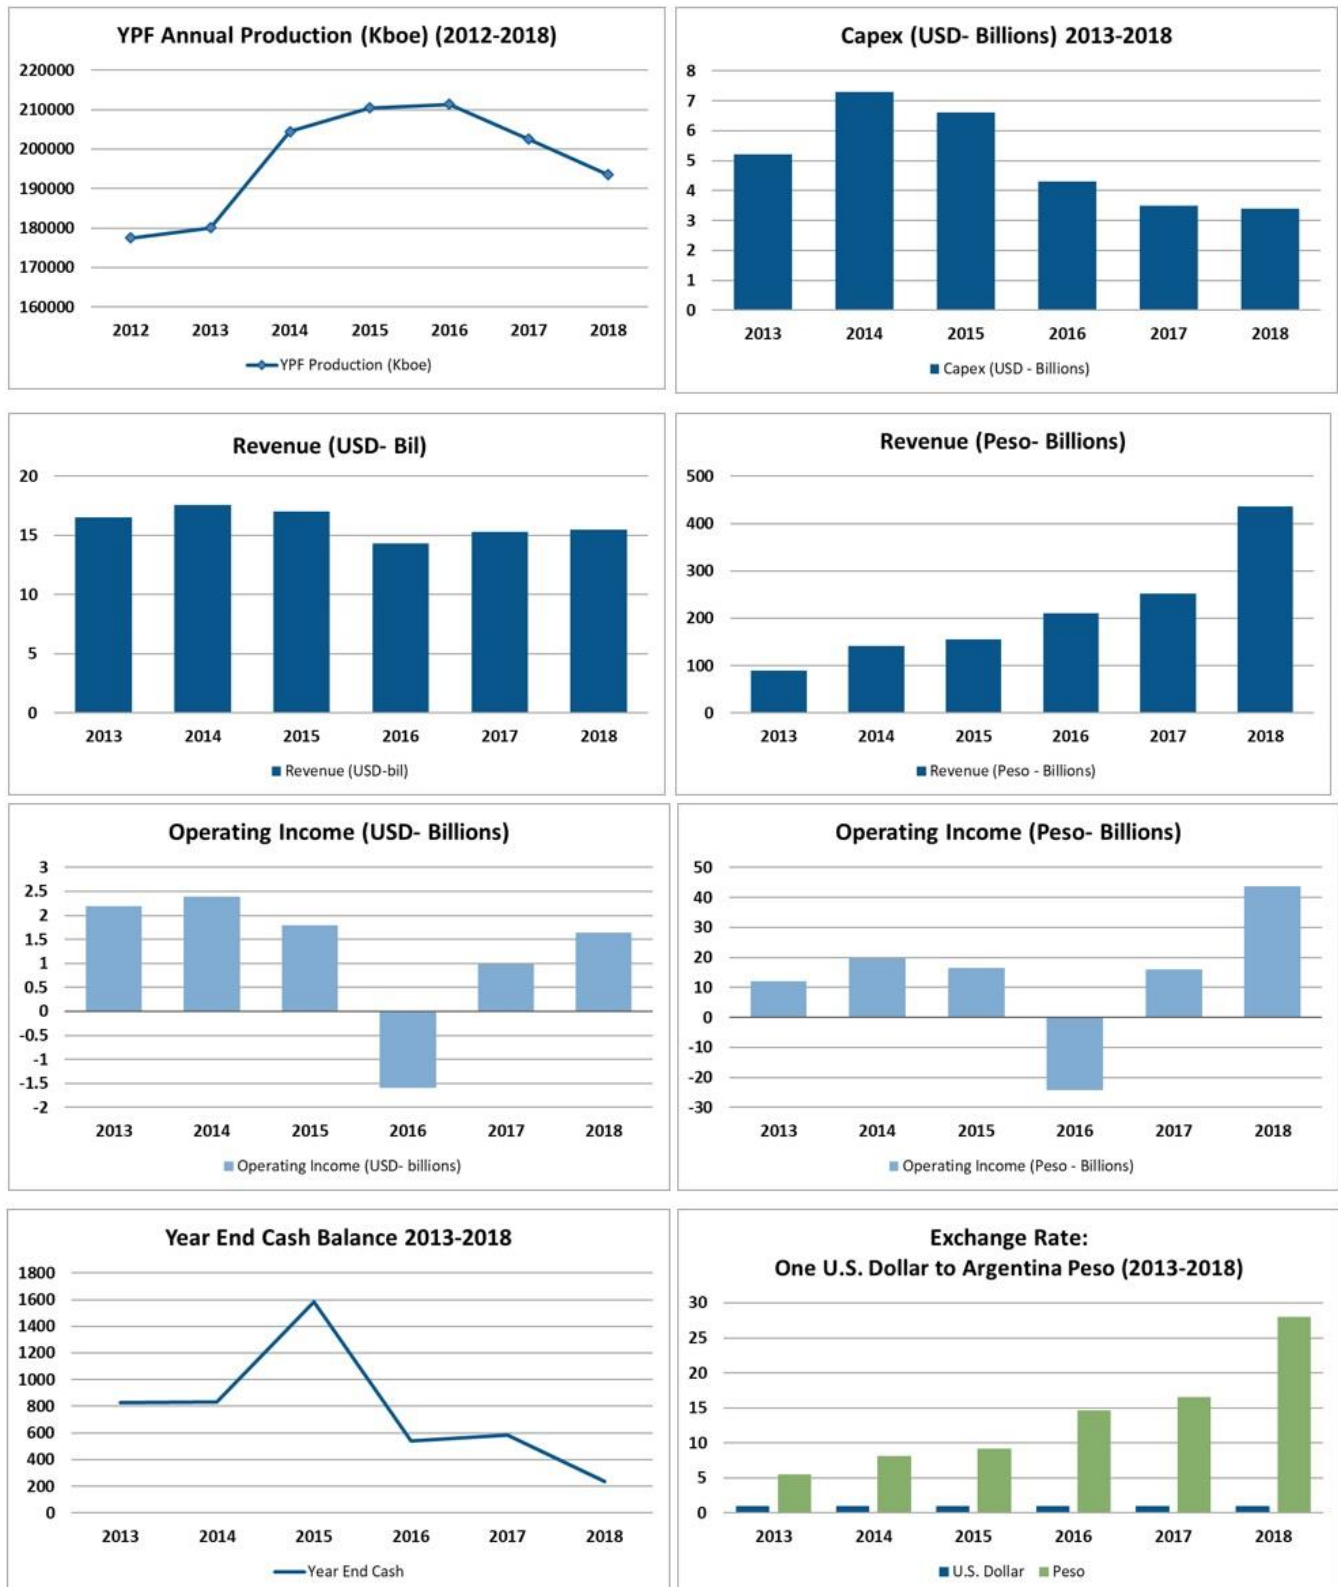 YPF Annual Production (Kboe) (2012-2018)
220000
210000
200000
190000
180000
170000
160000
2012 2013 2014 2015 2016 2017 2018
YPF Production (Kboe)
Capex (USD- Billions) 2013-2018
8
7
6
5
4
3
2
1
0
2013 2014 2015 2016 2017 2018
Capex (USD - Billions)
Revenue (USD- Bil)
20
15
10
5
0
2013 2014 2015 2016 2017 2018
Revenue (USD-bil)
Revenue (Peso- Billions)
500
400
300
200
100
0
2013 2014 2015 2016 2017 2018
Revenue (Peso - Billions)
Operating Income (USD- Billions)
3
2.5
2
1.5
1
0.5
0
-0.5
-1
-1.5
-2
2013 2014 2015 2016 2017 2018
Operating Income (USD- billions)
Operating Income (Peso- Billions)
50
40
30
20
10
0
-10
-20
-30
2013 2014 2015 2016 2017 2018
Operating Income (Peso - Billions)
Year End Cash Balance 2013-2018
1800
1600
1400
1200
1000
800
600
400
200
0
2013 2014 2015 2016 2017 2018
Year End Cash
Exchange Rate:
One U.S. Dollar to Argentina Peso (2013-2018)
30
25
20
15
10
5
0
2013 2014 2015 2016 2017 2018
U.S. Dollar Peso